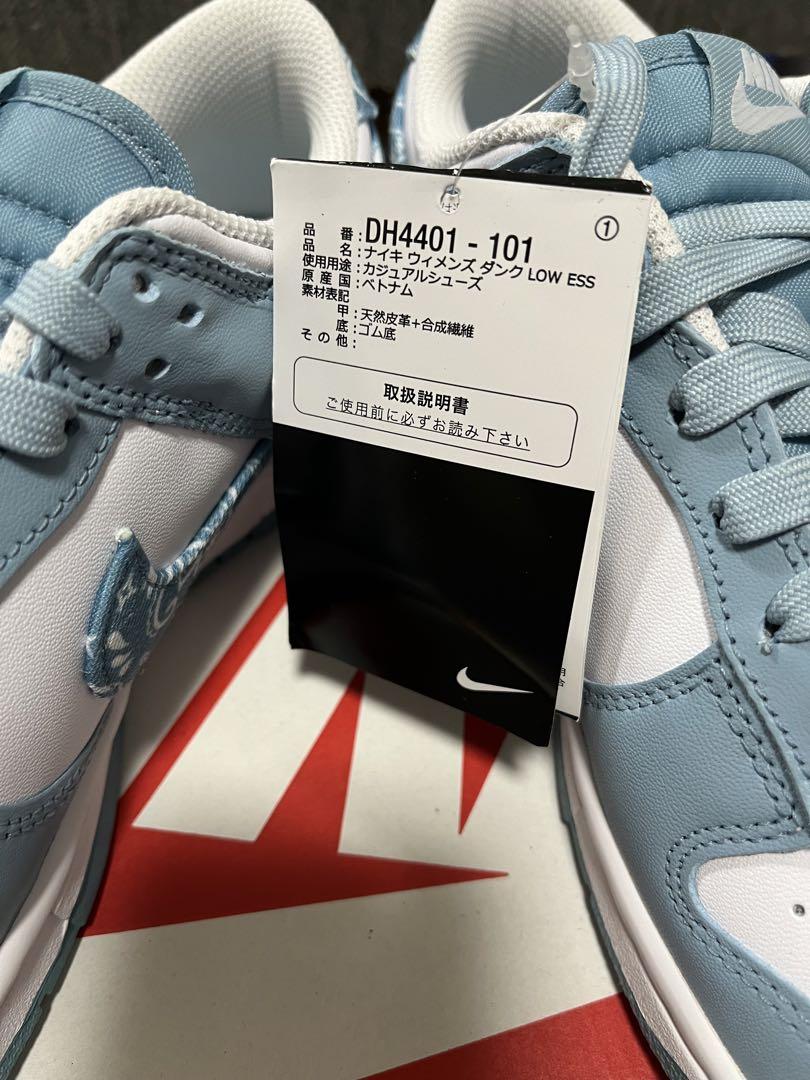 ①
品番：DH4401 - 101
品名：ナイキ ウィメンズ ダンク LOW ESS
使用用途：カジュアルシューズ
原産国：ベトナム
素材表記
甲：天然皮革+合成繊維
底：ゴム底
その他：
取扱説明書
ご使用前に必ずお読み下さい